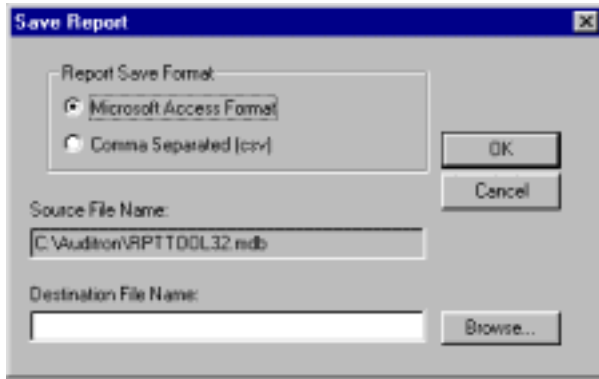 Save Report
Report Save Format
Microsoft Access Format
Comma Separated (csv)
OK
Cancel
Source File Name:
C:\Auditron\RPTTOOL32.mdb
Destination File Name:
Browse...